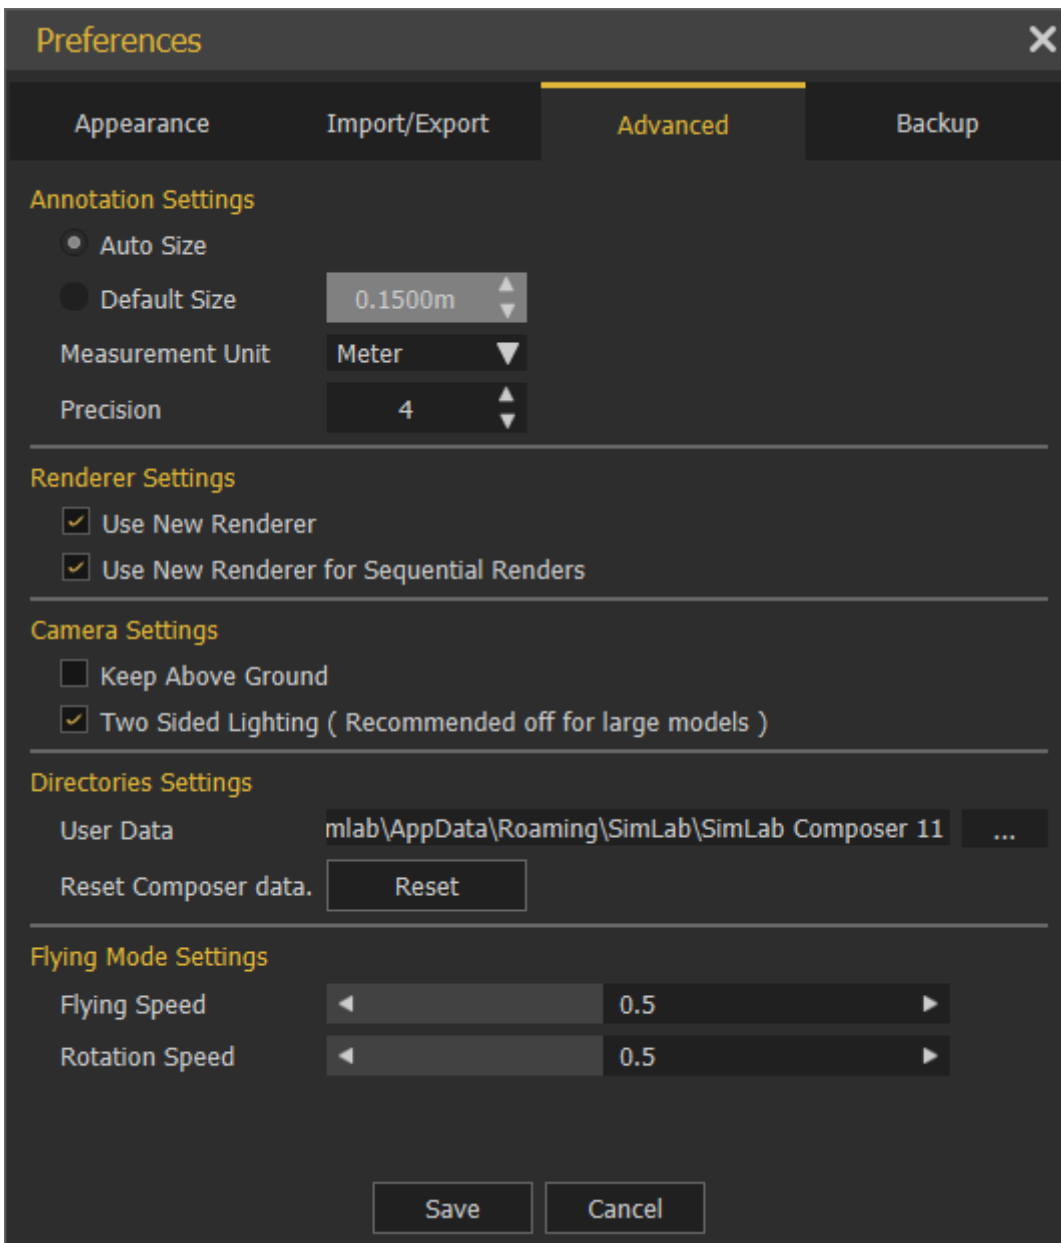 Preferences
Appearance Import/Export Advanced Backup
Annotation Settings
Auto Size
Default Size 0.1500m
Measurement Unit Meter
Precision 4
Renderer Settings
Use New Renderer
Use New Renderer for Sequential Renders
Camera Settings
Keep Above Ground
Two Sided Lighting ( Recommended off for large models )
Directories Settings
User Data mlab\AppData\Roaming\SimLab\SimLab Composer 11 ...
Reset Composer data. Reset
Flying Mode Settings
Flying Speed 0.5
Rotation Speed 0.5
Save Cancel